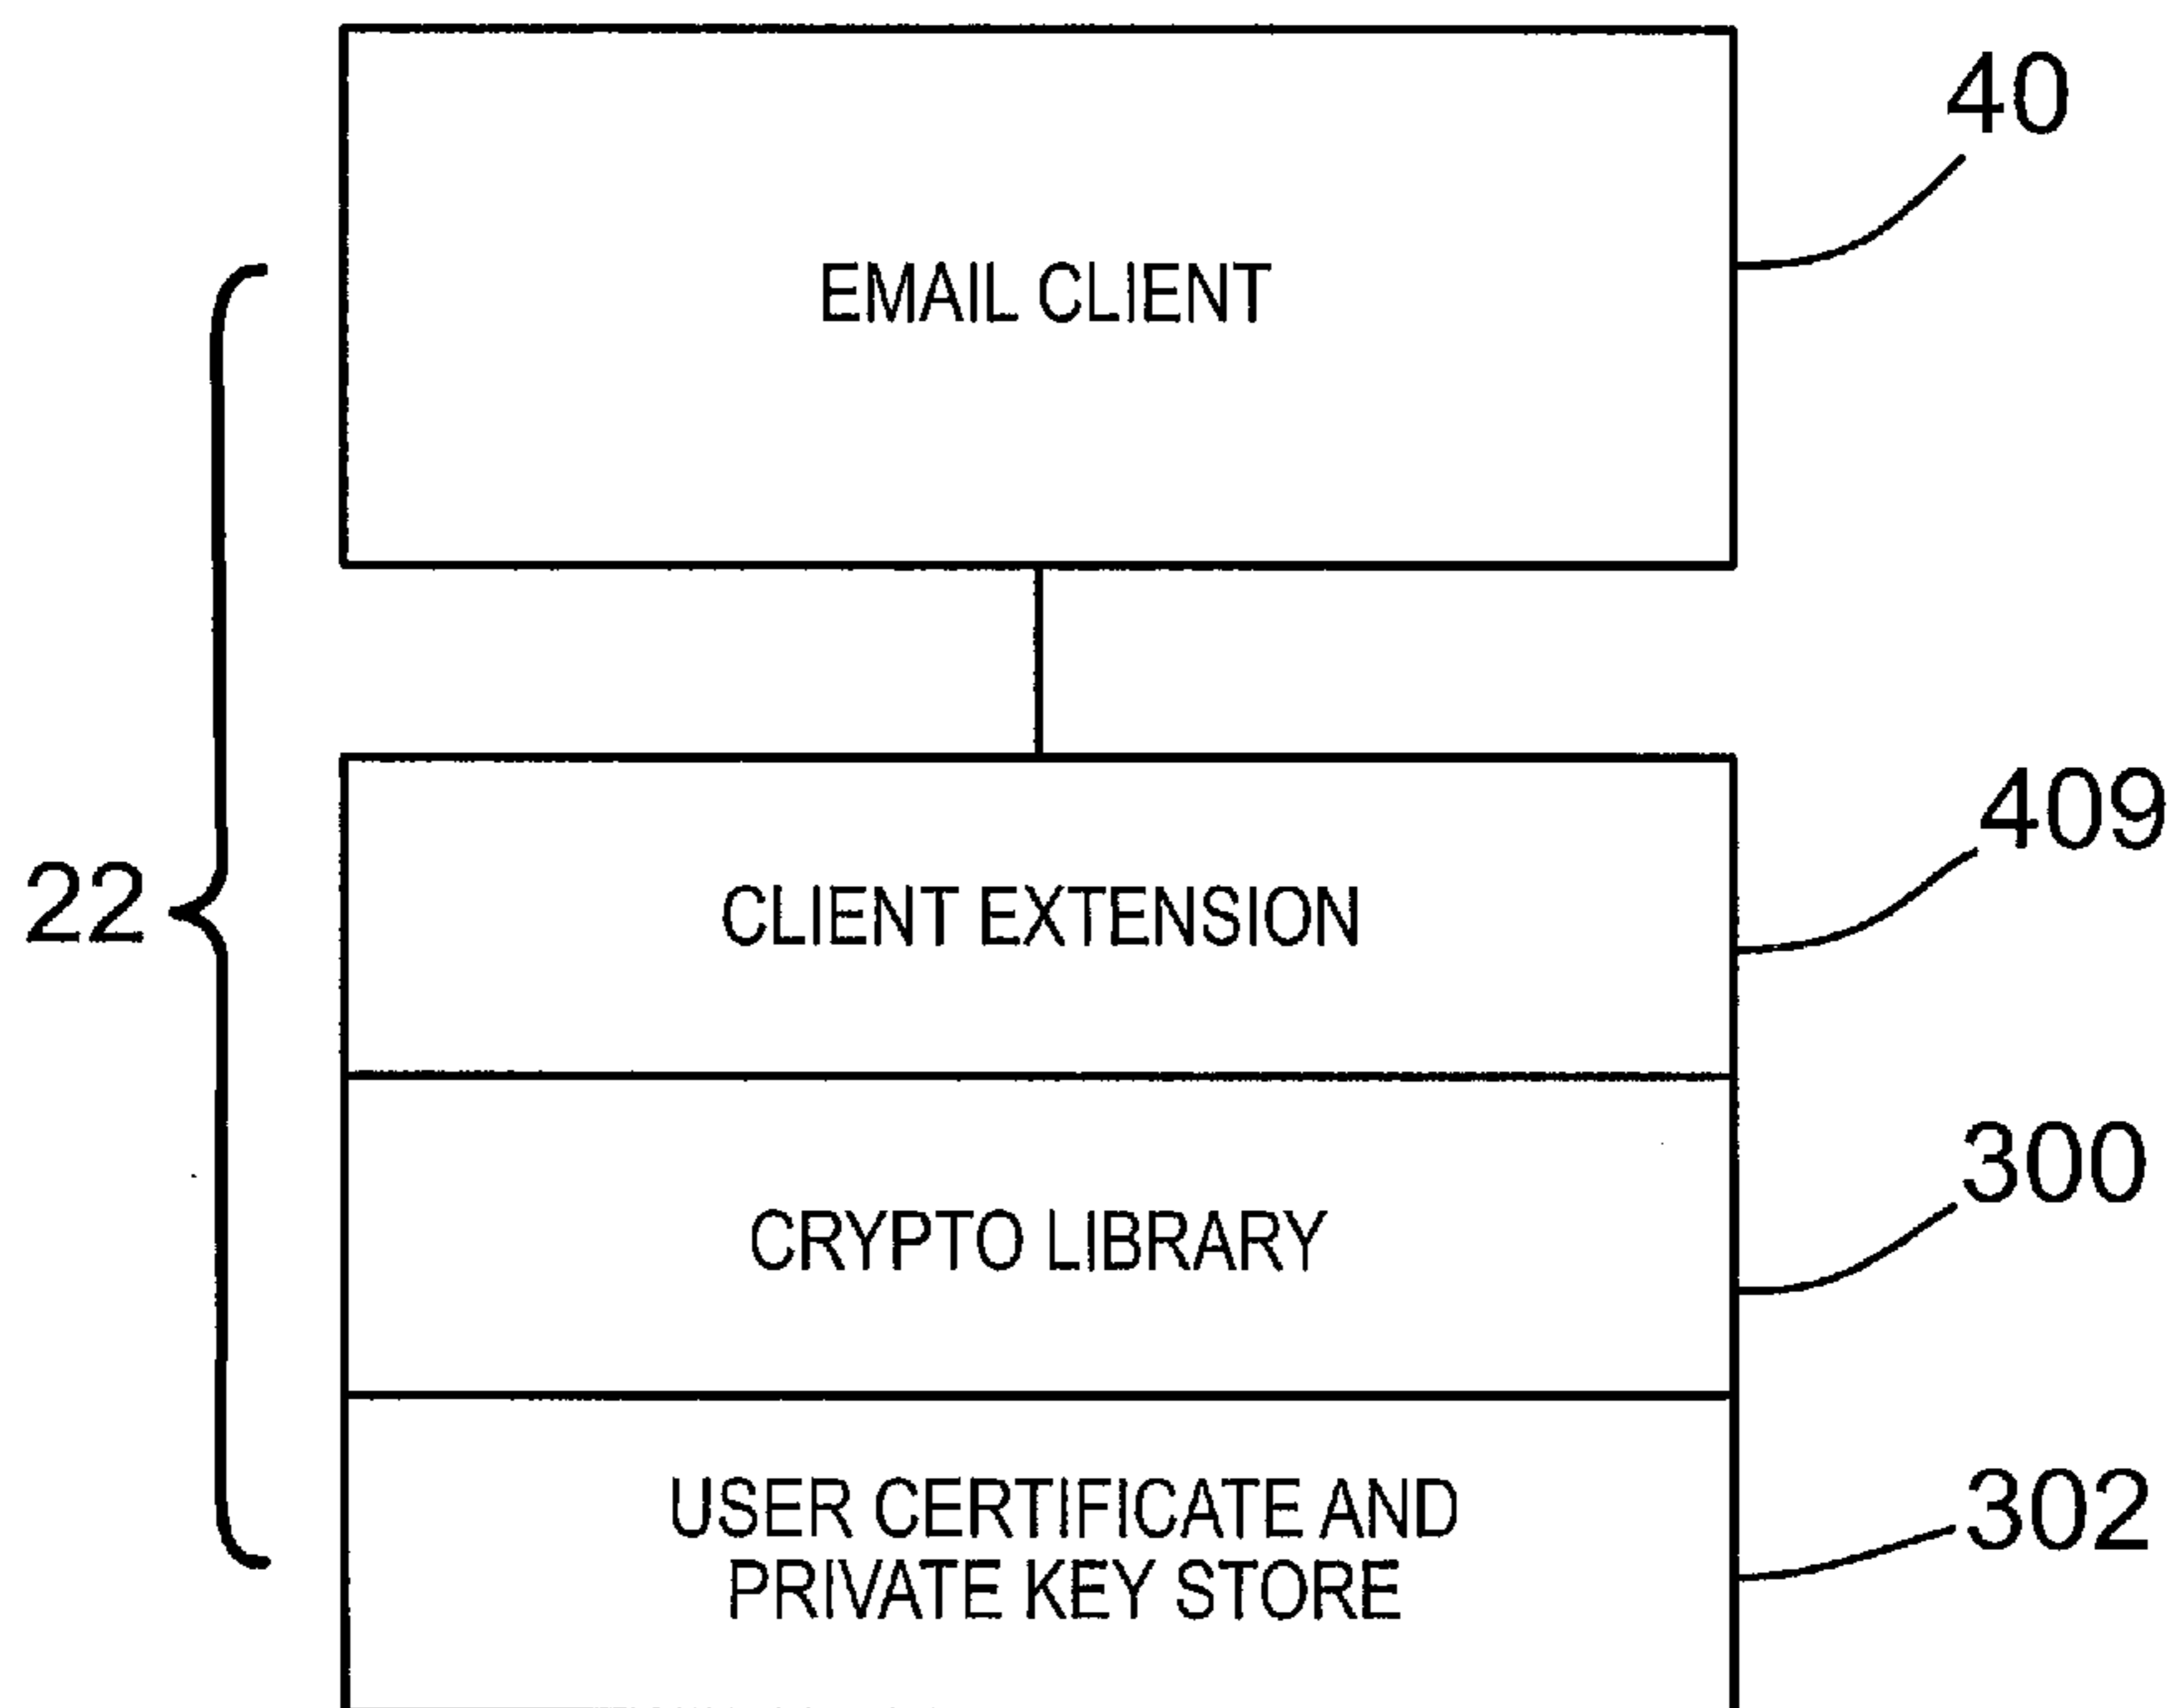 40
EMAIL CLIENT
409
22
CLIENT EXTENSION
300
CRYPTO LIBRARY
302
USER CERTIFICATE AND
PRIVATE KEY STORE